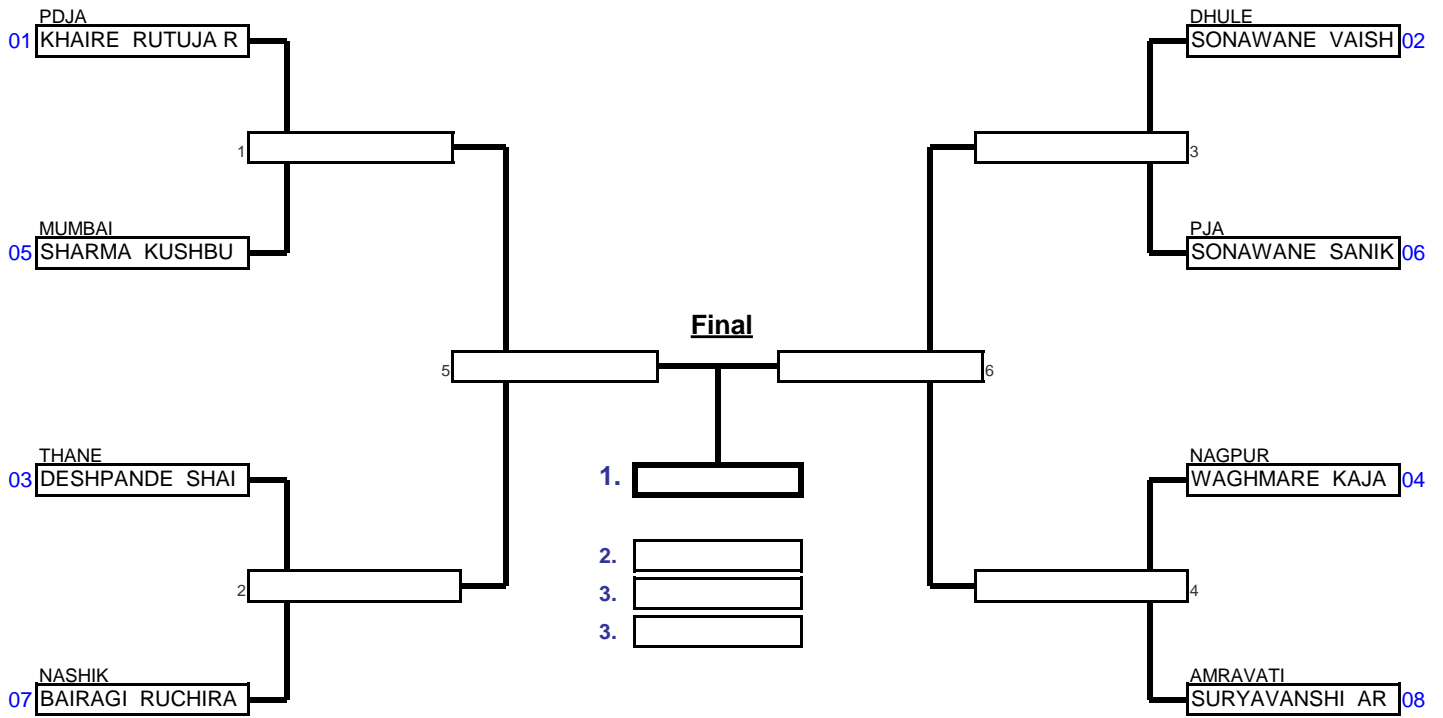 PDJA
01 KHAIRE RUTUJA R
DHULE
SONAWANE VAISH 02
1
3
MUMBAI
05 SHARMA KUSHBU
PJA
SONAWANE SANIK 06
Final
5
6
THANE
03 DESHPANDE SHAI
1.
NAGPUR
WAGHMARE KAJA 04
2.
3.
3.
2
4
NASHIK
07 BAIRAGI RUCHIRA
AMRAVATI
SURYAVANSHI AR 08